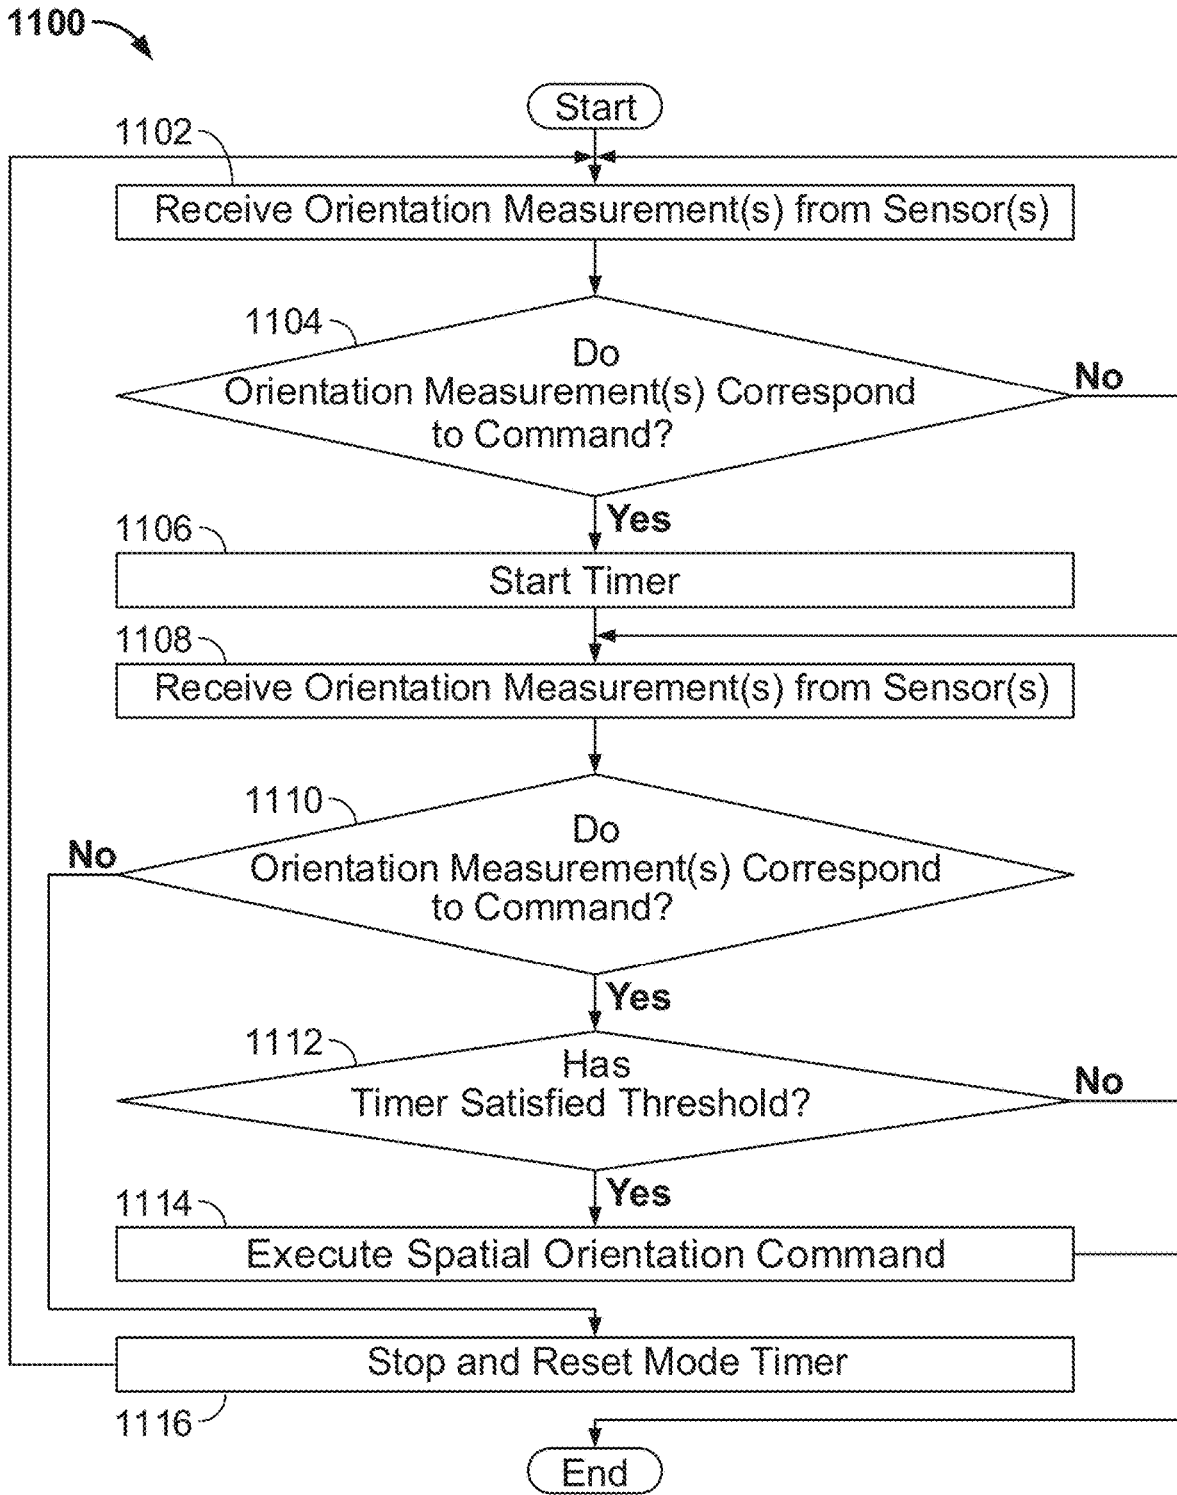 1100
Start
1102
Receive Orientation Measurement(s) from Sensor(s)
1104
Do
Orientation Measurement(s) Correspond
to Command?
No
Yes
1106
Start Timer
1108
Receive Orientation Measurement(s) from Sensor(s)
1110
Do
Orientation Measurement(s) Correspond
to Command?
No
Yes
1112
Has
Timer Satisfied Threshold?
No
Yes
1114
Execute Spatial Orientation Command
Stop and Reset Mode Timer
1116
End